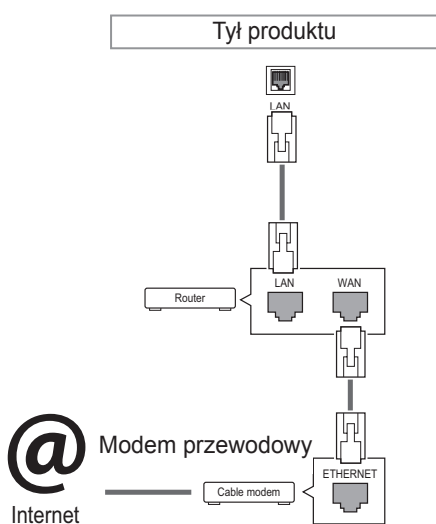 Tył produktu
LAN
LAN WAN
Router
@ Modem przewodowy
ETHERNET
Cable modem
Internet